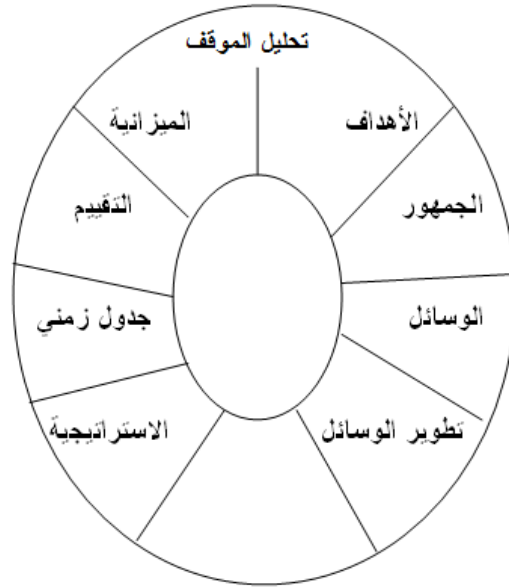 تحليل الموقف
الميزانية
الأهداف
التقييم
الجمهور
جدول زمني
الوسائل
الاستراتيجية
تطوير الوسائل